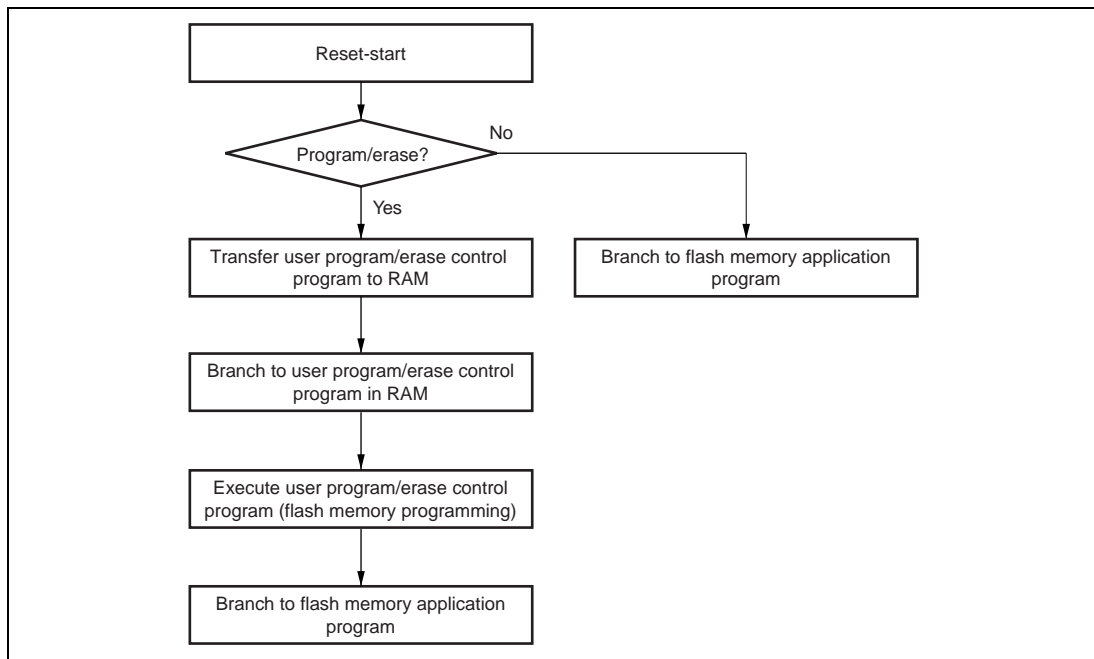 Reset-start
Program/erase?
No
Yes
Transfer user program/erase control
program to RAM
Branch to flash memory application
program
Branch to user program/erase control
program in RAM
Execute user program/erase control
program (flash memory programming)
Branch to flash memory application
program